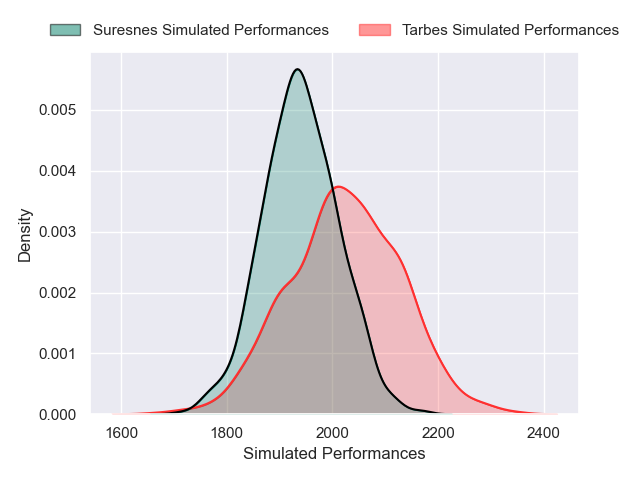 Suresnes Simulated Performances Tarbes Simulated Performances
0.005
0.004
0.003
0.002
0.001
0.000
Density
1600 1800 2000 2200 2400
Simulated Performances